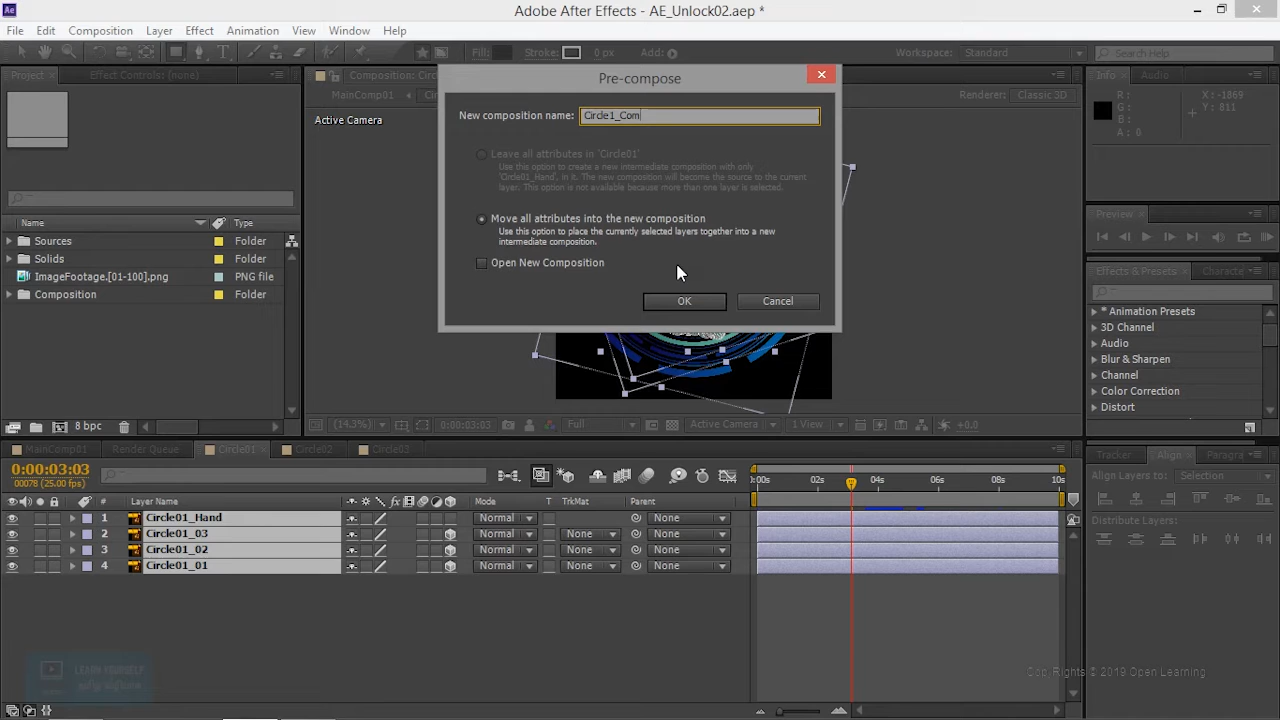 Adobe After Effects - AE_Unlock02.aep *
File Edit Composition Layer Effect Animation View Window Help
Fill: Stroke: 0 px Add: Workspace: Standard Search Help
Project Effect Controls: (none)
Composition: Circ
MainComp01
Renderer: Classic 3D
Active Camera
Pre-compose
New composition name: Circle1_Com
Leave all attributes in 'Circle01'
Use this option to create a new intermediate composition with only
'Circle01_Hand', in it. The new composition will become the source to the current
layer. This option is not available because more than one layer is selected.
Move all attributes into the new composition
Use this option to place the currently selected layers together into a new
intermediate composition.
Open New Composition
OK Cancel
Info Audio
R: X: -1869
G: Y: 811
B:
A: 0
Name Type
Sources Folder
Solids Folder
ImageFootage.[01-100].png PNG file
Composition Folder
8 bpc
Preview
Effects & Presets Characte
* Animation Presets
3D Channel
Audio
Blur & Sharpen
Channel
Color Correction
Distort
(14.3%) 0:00:03:03 Full Active Camera 1 View +0.0
MainComp01 Render Queue Circle01 Circle02 Circle03
0:00:03:03
00078 (25.00 fps)
:00s 02s 04s 06s 08s 10s
# Layer Name Mode T TrkMat Parent
1 Circle01_Hand Normal None
2 Circle01_03 Normal None None
3 Circle01_02 Normal None None
4 Circle01_01 Normal None None
Tracker Align Paragra
Align Layers to: Selection
Distribute Layers:
LEARN YOURSELF
Copy Rights © 2019 Open Learning